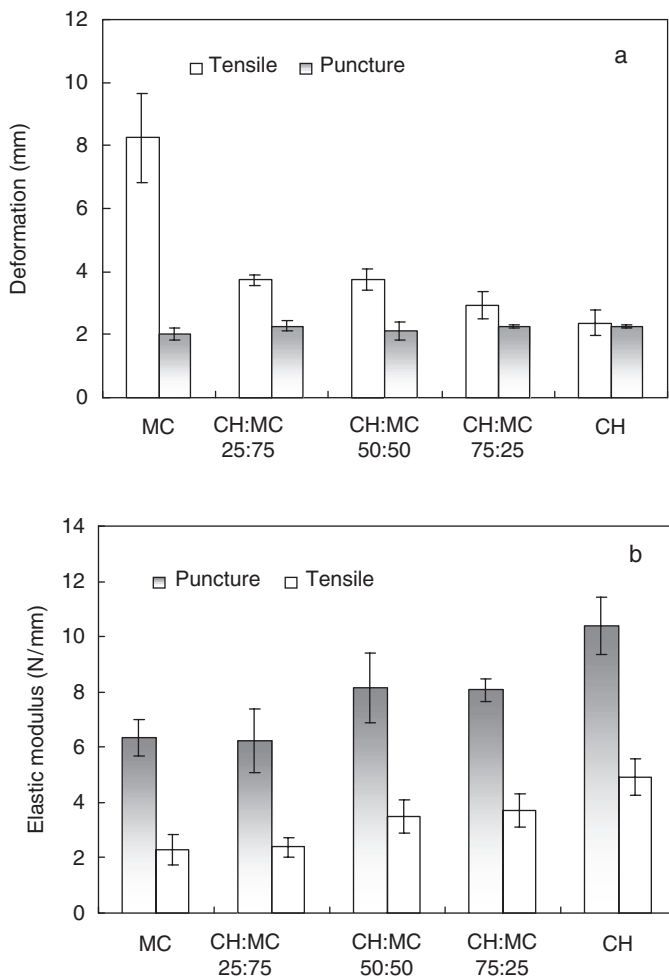 a
Tensile Puncture
Deformation (mm)
12
10
8
6
4
2
0
MC CH:MC CH:MC CH:MC CH
25:75 50:50 75:25
b
Puncture Tensile
Elastic modulus (N/mm)
14
12
10
8
6
4
2
0
MC CH:MC CH:MC CH:MC CH
25:75 50:50 75:25